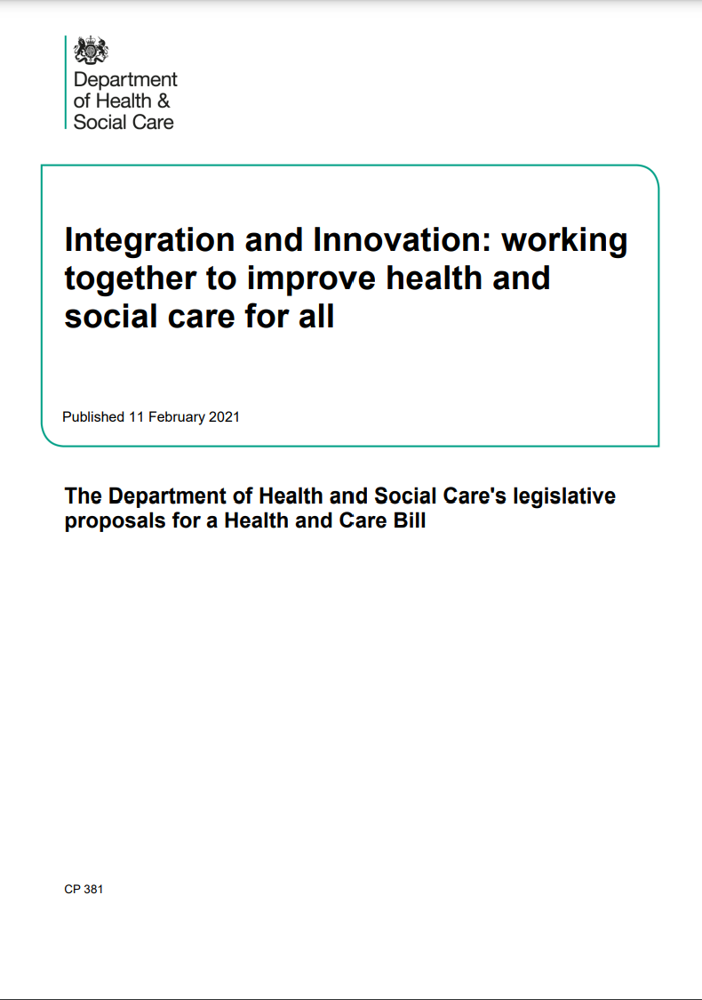 Department
of Health &
Social Care
Integration and Innovation: working
together to improve health and
social care for all
Published 11 February 2021
The Department of Health and Social Care's legislative
proposals for a Health and Care Bill
CP 381